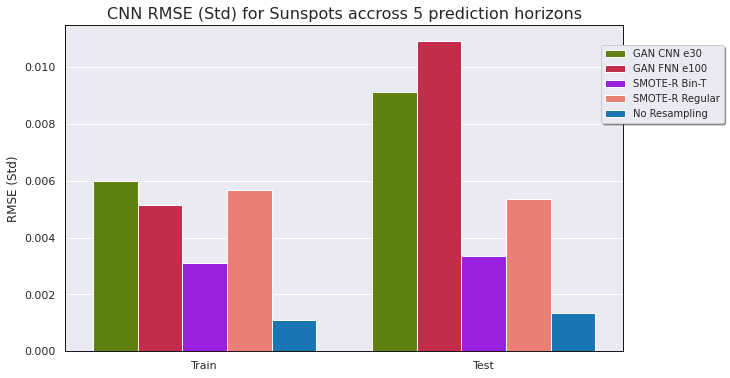 CNN RMSE (Std) for Sunspots accross 5 prediction horizons
GAN CNN e30
GAN FNN e100
SMOTE-R Bin-T
SMOTE-R Regular
No Resampling
RMSE (Std)
0.010
0.008
0.006
0.004
0.002
0.000
Train
Test